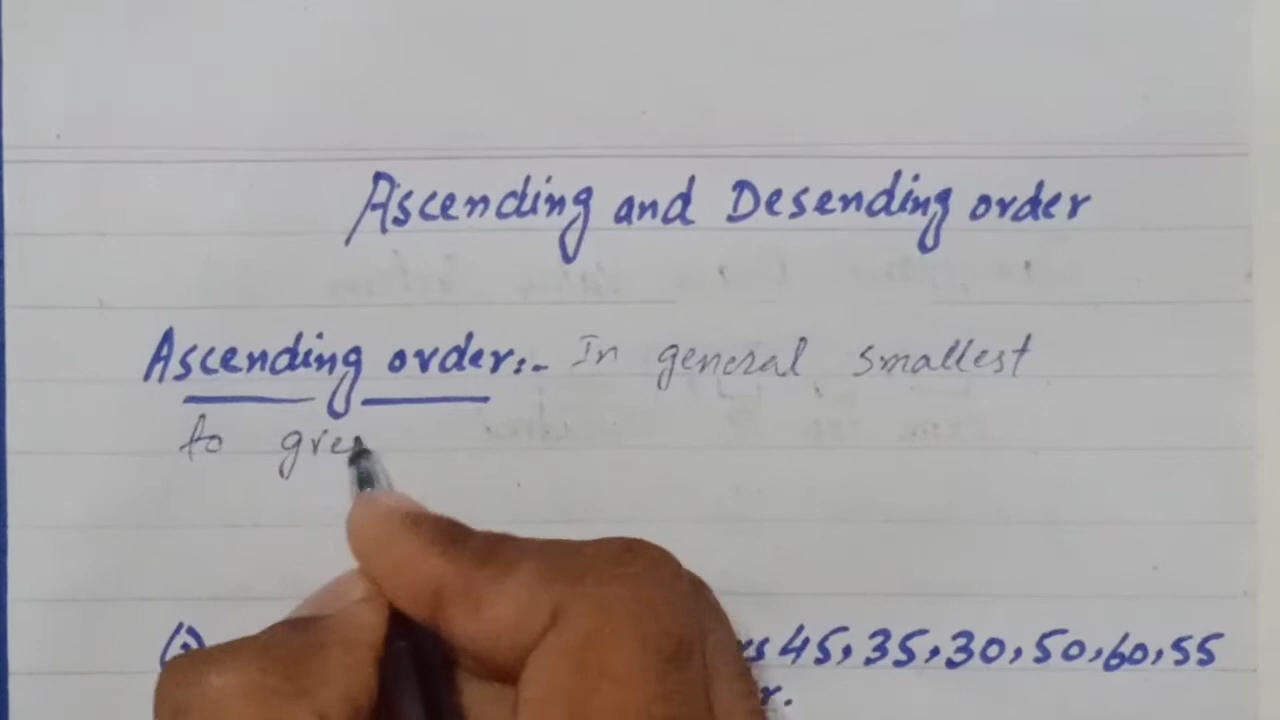 Ascending and Desending order
Ascending order:- In general, smallest
to gre
45, 35, 30, 50, 60, 55